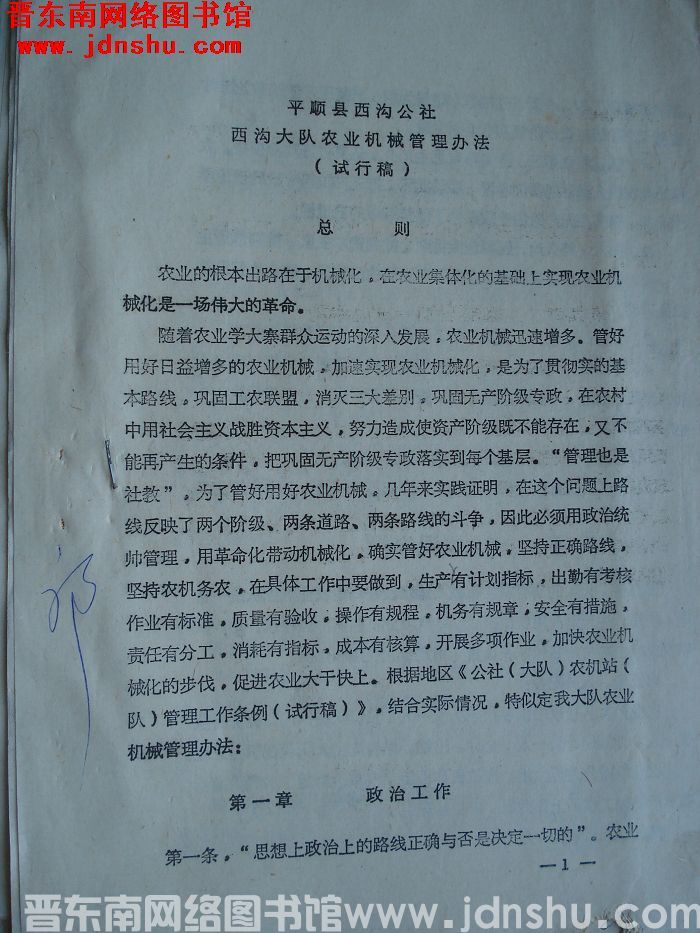 晋东南网络图书馆
www.jdnshu.com
平顺县西沟公社
西沟大队农业机械管理办法
(试行稿)
总 则
农业的根本出路在于机械化，在农业集体化的基础上实现农业机
械化是一场伟大的革命。
随着农业学大寨群众运动的深入发展，农业机械迅速增多。管好
用好日益增多的农业机械，加速实现农业机械化，是为了贯彻实的基
本路线。巩固工农联盟，消灭三大差别。巩固无产阶级专政，在农村
中用社会主义战胜资本主义，努力造成使资产阶级既不能存在，又不
能再产生的条件，把巩固无产阶级专政落实到每个基层。“管理也是
社教”，为了管好用好农业机械。几年来实践证明，在这个问题上路
线反映了两个阶级、两条道路、两条路线的斗争，因此必须用政治统
帅管理，用革命化带动机械化。确实管好农业机械，坚持正确路线，
坚持农机务农，在具体工作中要做到，生产有计划指标，出勤有考核
作业有标准，质量有验收，操作有规程，机务有规章；安全有措施，
责任有分工，消耗有指标，成本有核算，开展多项作业，加快农业机
械化的步伐，促进农业大干快上。根据地区《公社(大队)农机站(
队)管理工作条例(试行稿)》，结合实际情况，特似定我大队农业
机械管理办法：
第一章 政治工作
第一条，“思想上政治上的路线正确与否是决定一切的”。农业
—1—
晋东南网络图书馆www.jdnshu.com